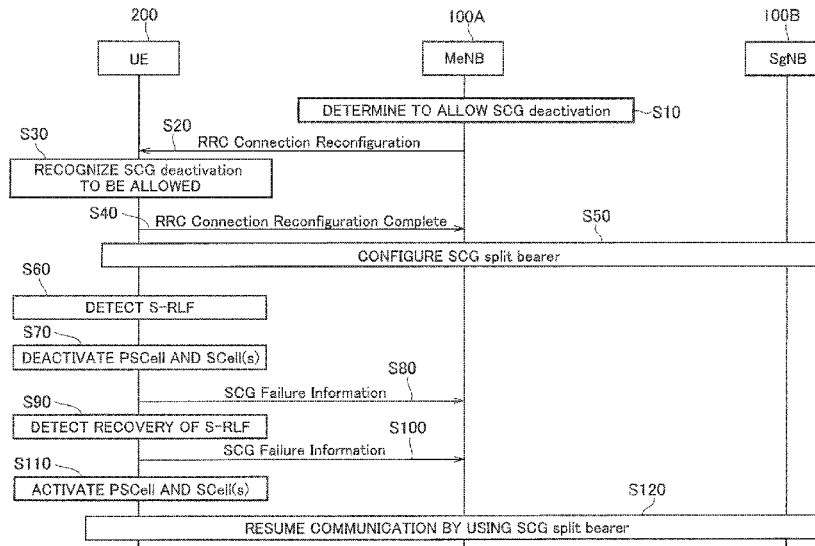 200
100A
100B
UE
MeNB
SgNB
DETERMINE TO ALLOW SCG deactivation
S10
S20
RRC Connection Reconfiguration
S30
RECOGNIZE SCG deactivation
TO BE ALLOWED
S40
RRC Connection Reconfiguration Complete
S50
CONFIGURE SCG split bearer
S60
DETECT S-RLF
S70
DEACTIVATE PSCell AND SCell(s)
S80
SCG Failure Information
S90
DETECT RECOVERY OF S-RLF
S100
SCG Failure Information
S110
ACTIVATE PSCell AND SCell(s)
S120
RESUME COMMUNICATION BY USING SCG split bearer